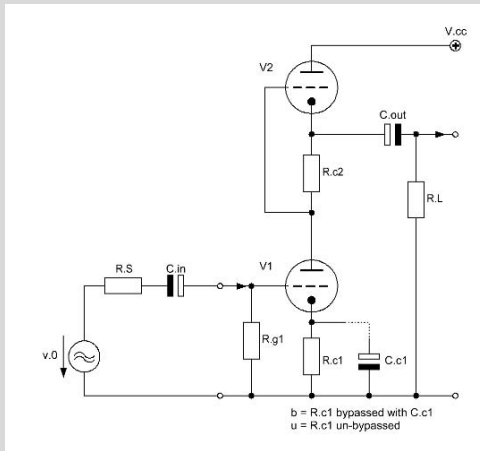 V.cc
V2
C.out
R.c2
R.L
R.S
C.in
V1
v.0
R.g1
R.c1
C.c1
b = R.c1 bypassed with C.c1
u = R.c1 un-bypassed